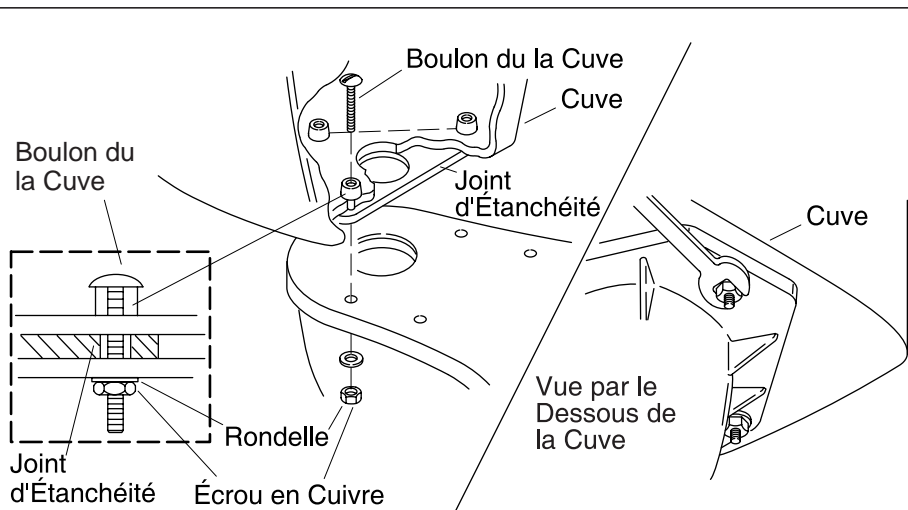 Boulon du la Cuve
Cuve
Boulon du
la Cuve
Joint
d'Étanchéité
Cuve
Vue par le
Dessous de
la Cuve
Rondelle
Joint
d'Étanchéité
Écrou en Cuivre